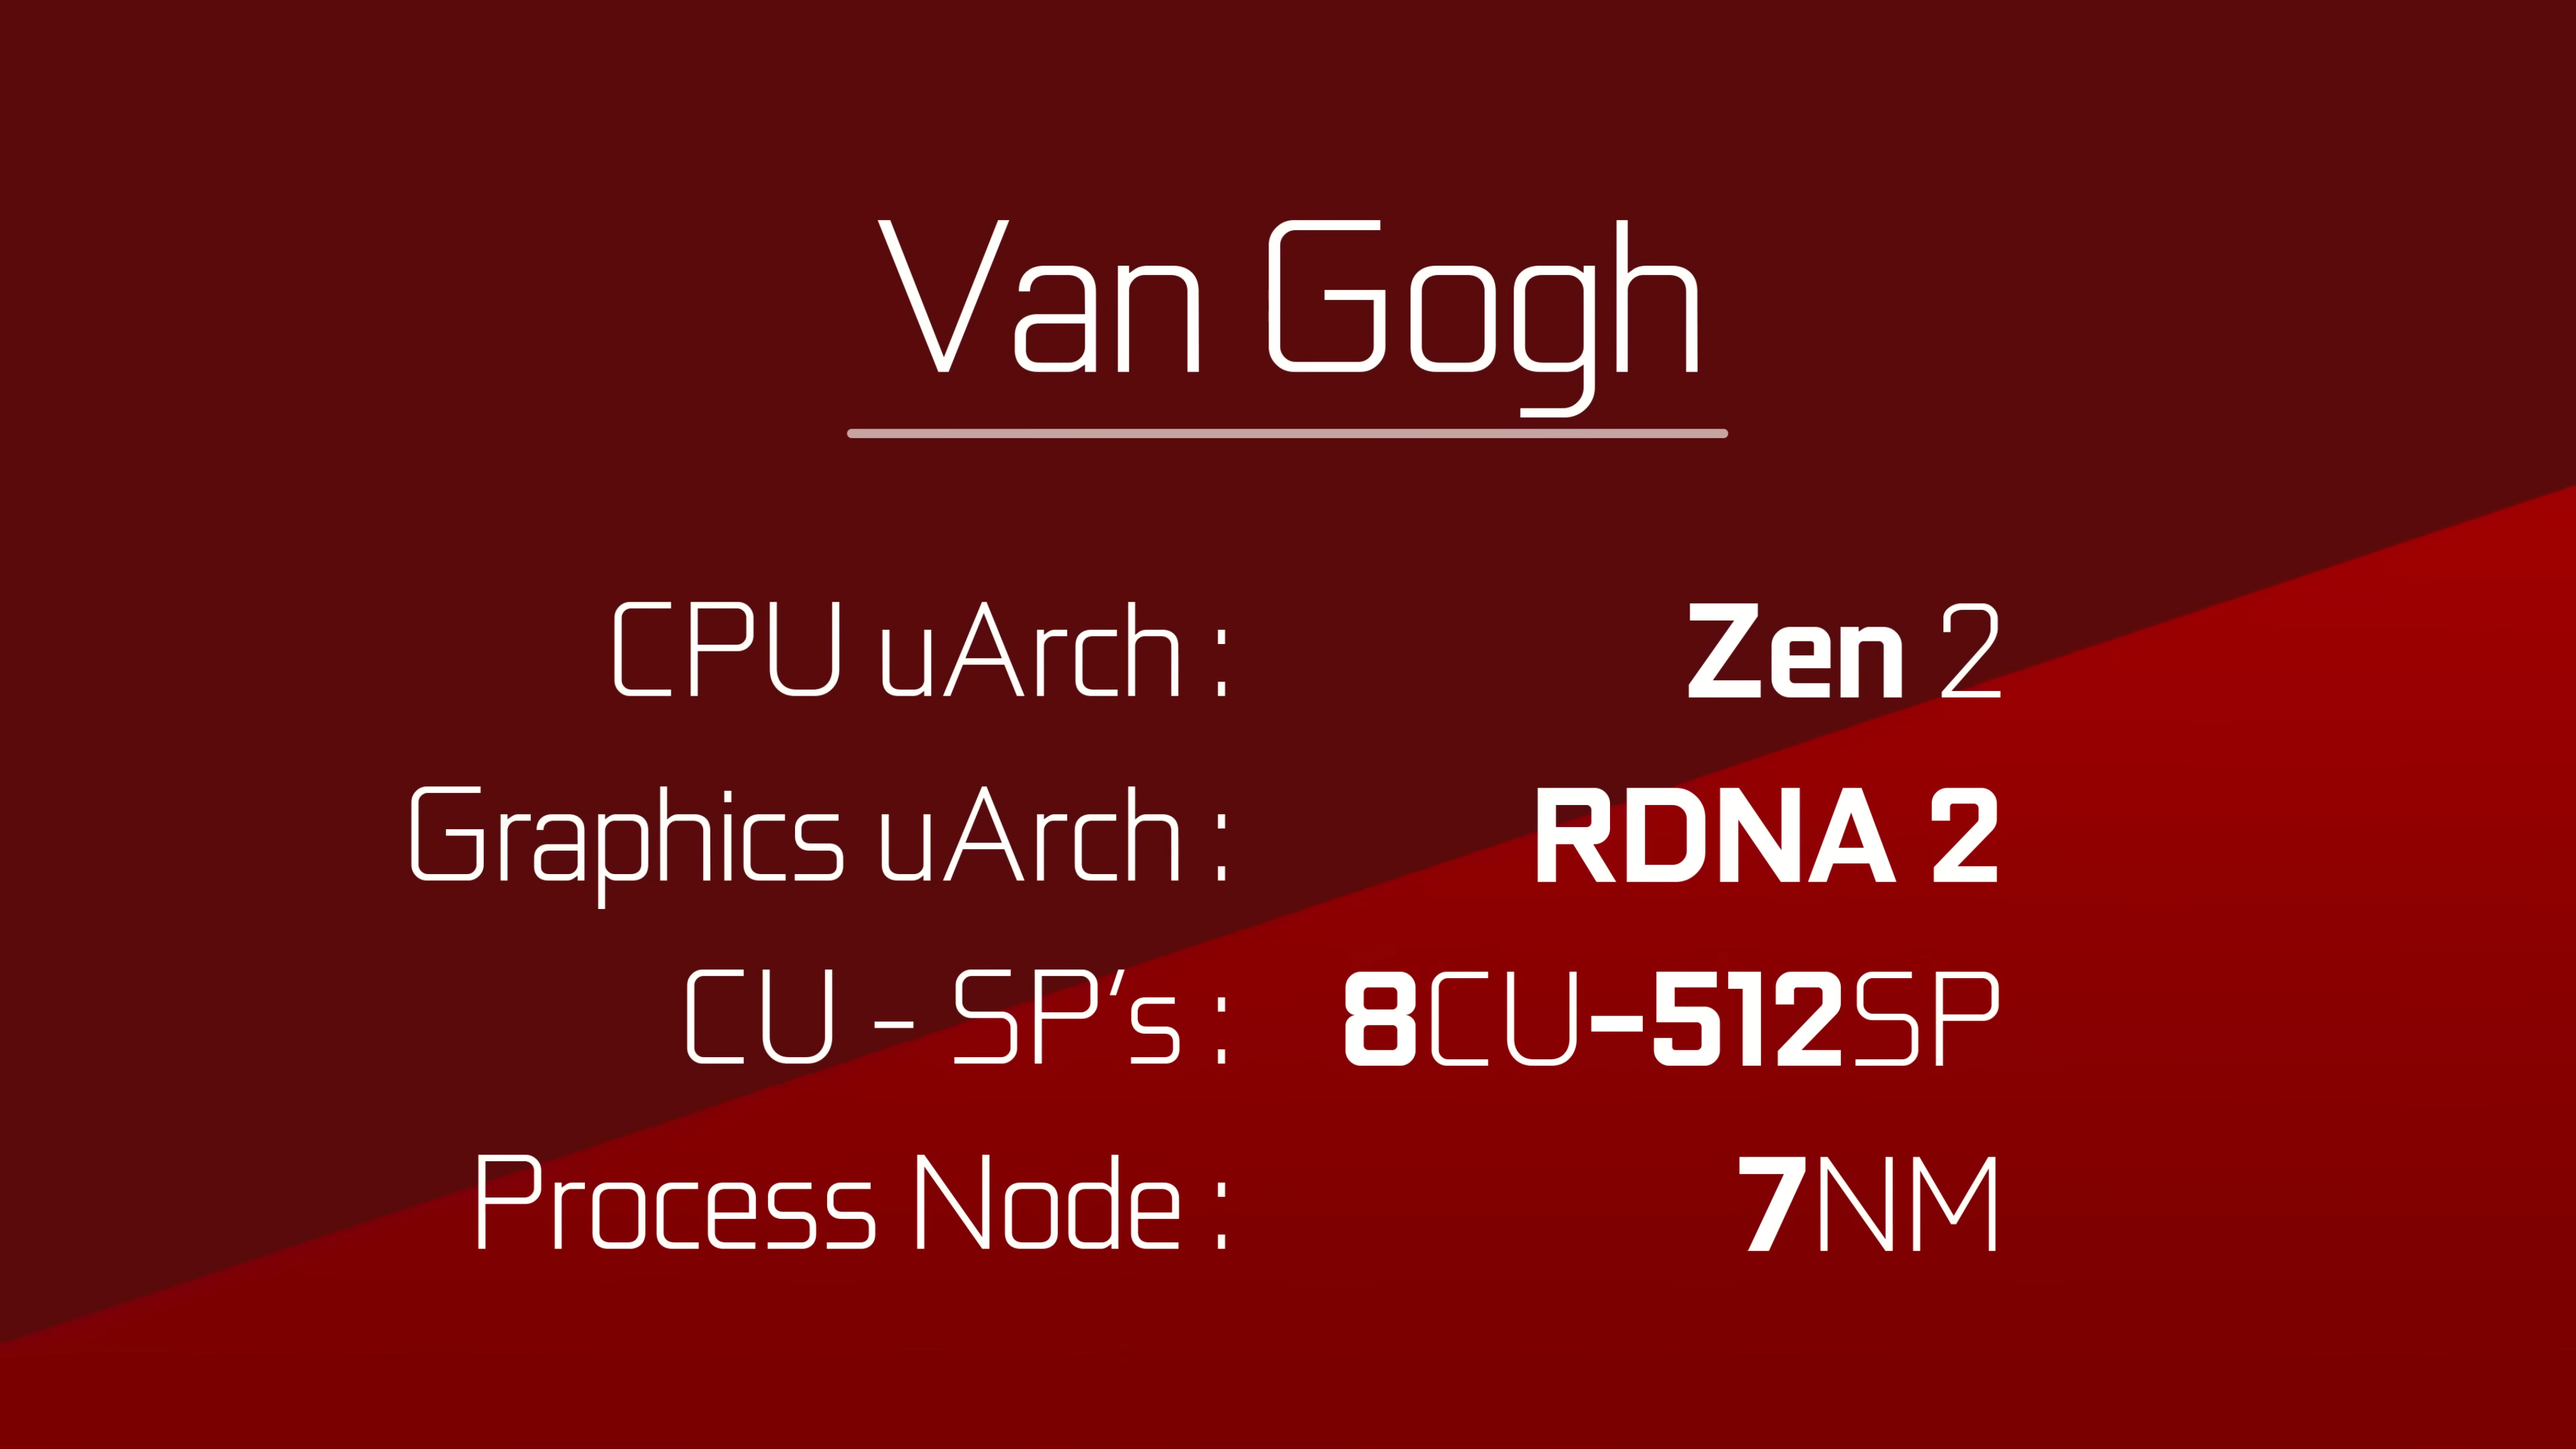 Van Gogh
CPU uArch : Zen 2
Graphics uArch : RDNA 2
CU - SP's : 8CU-512SP
Process Node : 7NM